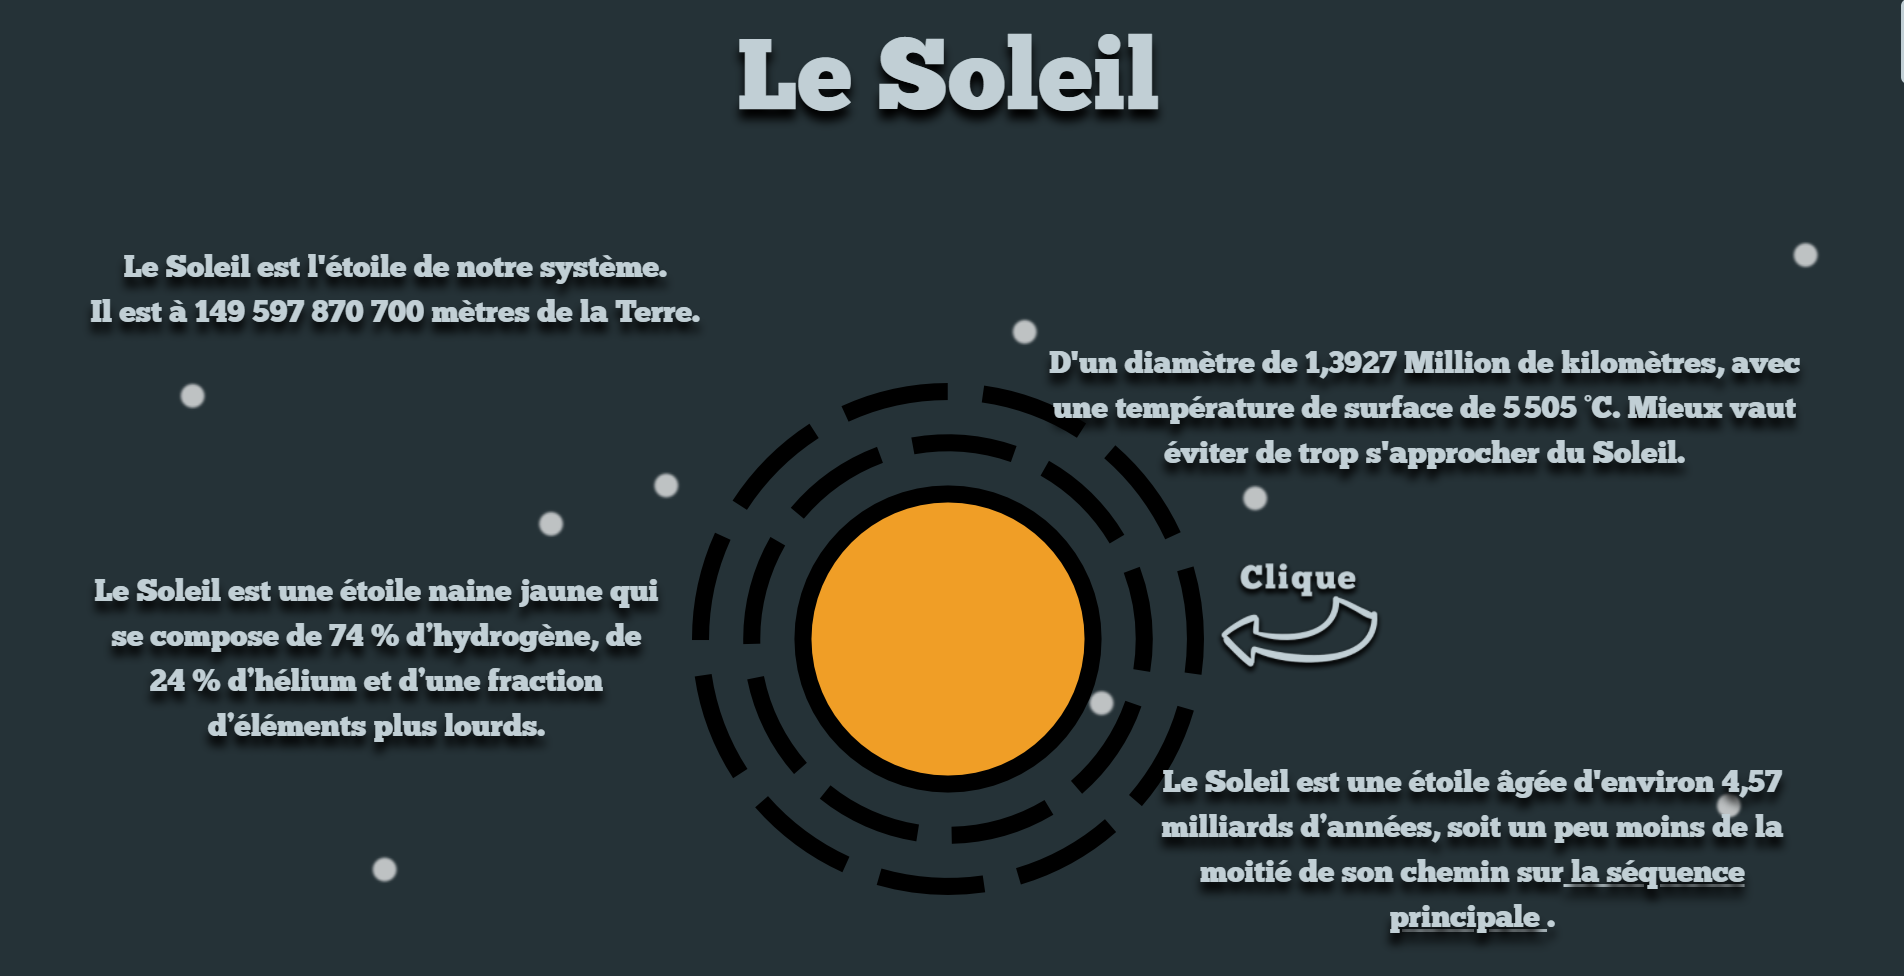 Le Soleil
Le Soleil est l'étoile de notre système.
Il est à 149 597 870 700 mètres de la Terre.
D'un diamètre de 1,3927 Million de kilomètres, avec
une température de surface de 5 505 °C. Mieux vaut
éviter de trop s'approcher du Soleil.
Clique
Le Soleil est une étoile naine jaune qui
se compose de 74 % d’hydrogène, de
24 % d’hélium et d’une fraction
d’éléments plus lourds.
Le Soleil est une étoile âgée d'environ 4,57
milliards d’années, soit un peu moins de la
moitié de son chemin sur la séquence
principale .